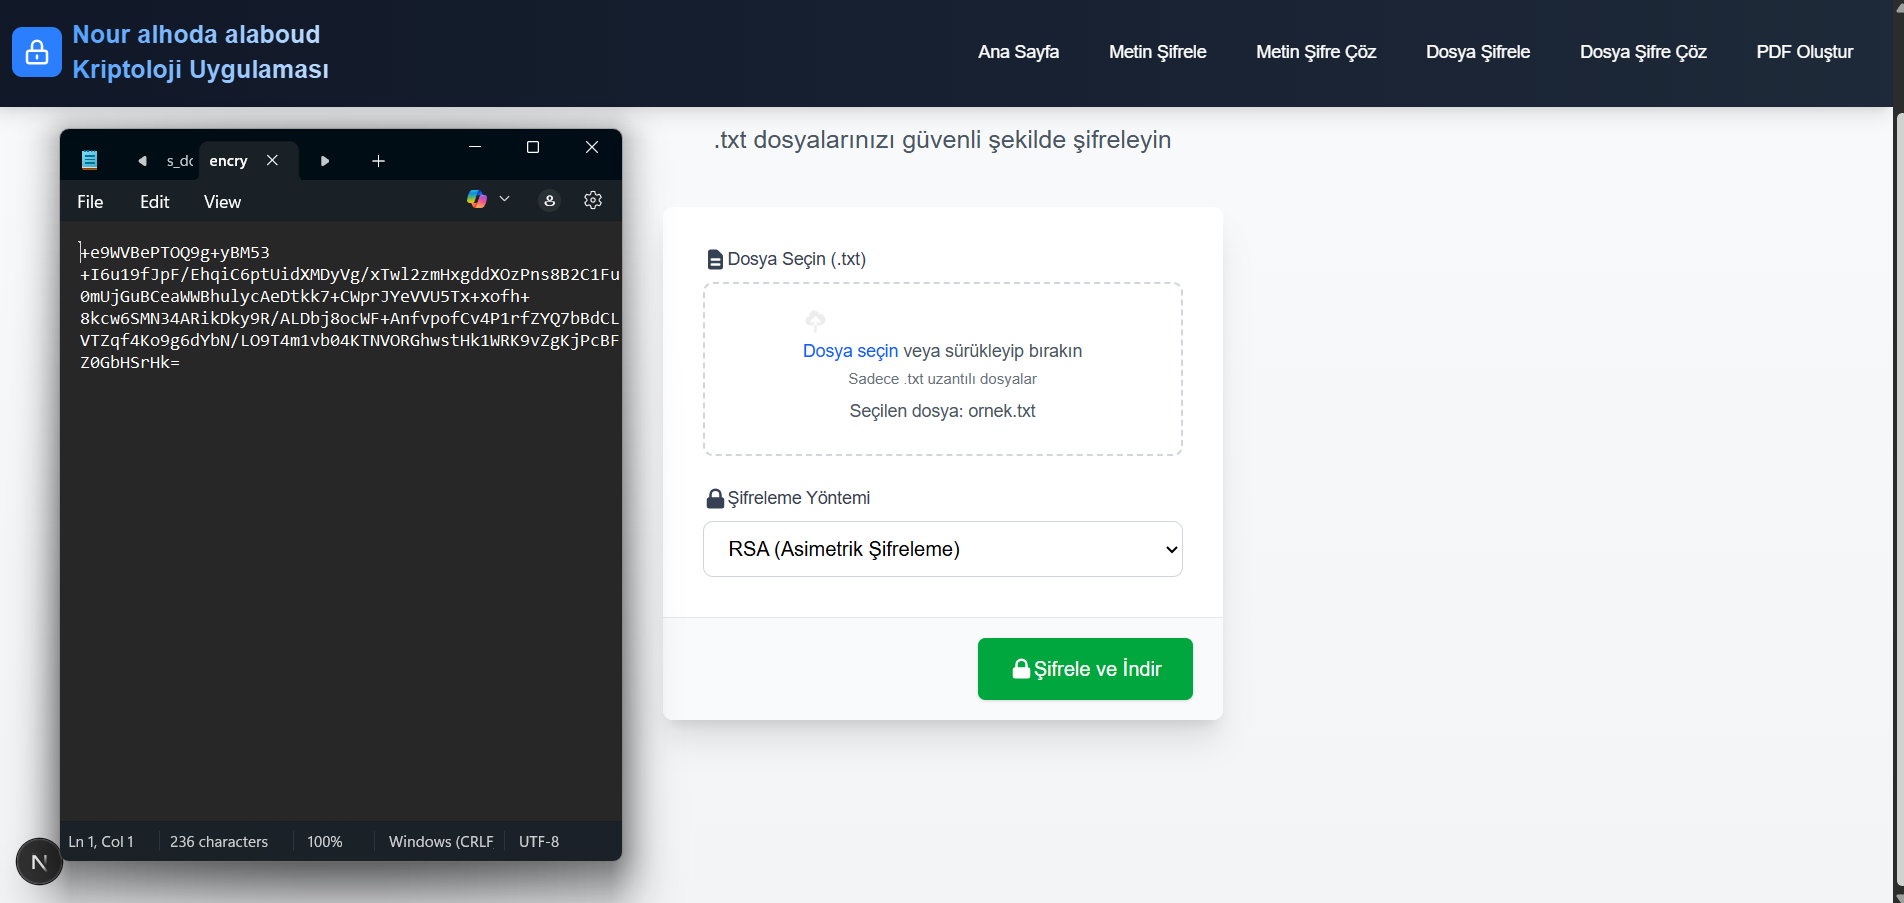 Nour alhoda alaboud
Kriptoloji Uygulaması
Ana Sayfa
Metin Şifrele
Metin Şifre Çöz
Dosya Şifrele
Dosya Şifre Çöz
PDF Oluştur
.txt dosyalarınızı güvenli şekilde şifreleyin
s_dc
encry
File
Edit
View
+e9WVBePTOQ9g+yBM53
+I6u19fJpF/EhqiC6ptUidXMDyVg/xTwl2zmHxgddXOzPns8B2C1Fu
0mUjGuBCeaWWBhulycAeDtkk7+CWprJYeVVU5Tx+xofh+
8kcw6SMN34ARikDky9R/ALDbj8ocWF+AnfvpofCv4P1rfZYQ7bBdCL
VTZqf4Ko9g6dYbN/LO9T4m1vb04KTNVORGhwstHk1WRK9vZgKjPcBF
Z0GbHSrHk=
Ln 1, Col 1
236 characters
100%
Windows (CRLF
UTF-8
N
Dosya Seçin (.txt)
Dosya seçin veya sürükleyip bırakın
Sadece .txt uzantılı dosyalar
Seçilen dosya: ornek.txt
Şifreleme Yöntemi
RSA (Asimetrik Şifreleme)
Şifrele ve İndir